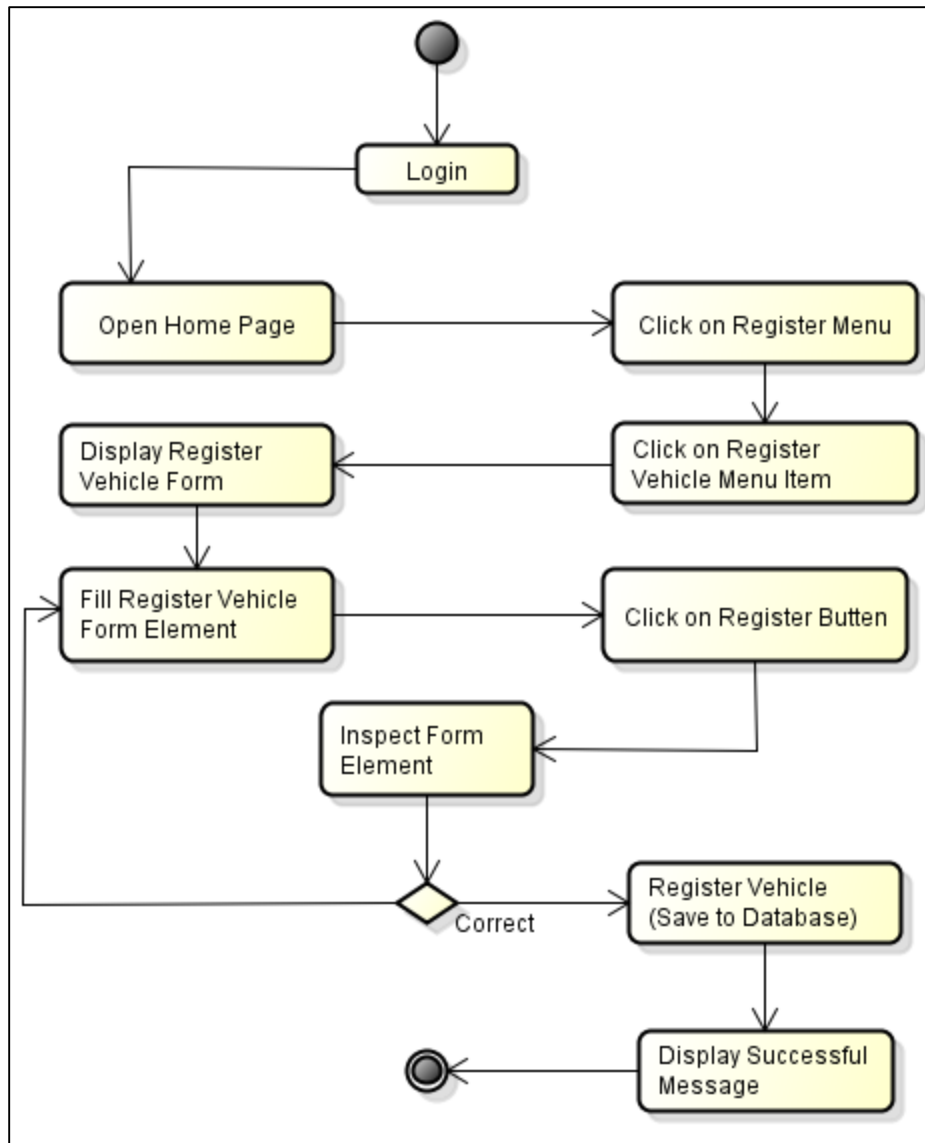 Login
Open Home Page
Click on Register Menu
Display Register
Vehicle Form
Click on Register
Vehicle Menu Item
Fill Register Vehicle
Form Element
Click on Register Butten
Inspect Form
Element
Correct
Register Vehicle
(Save to Database)
Display Successful
Message